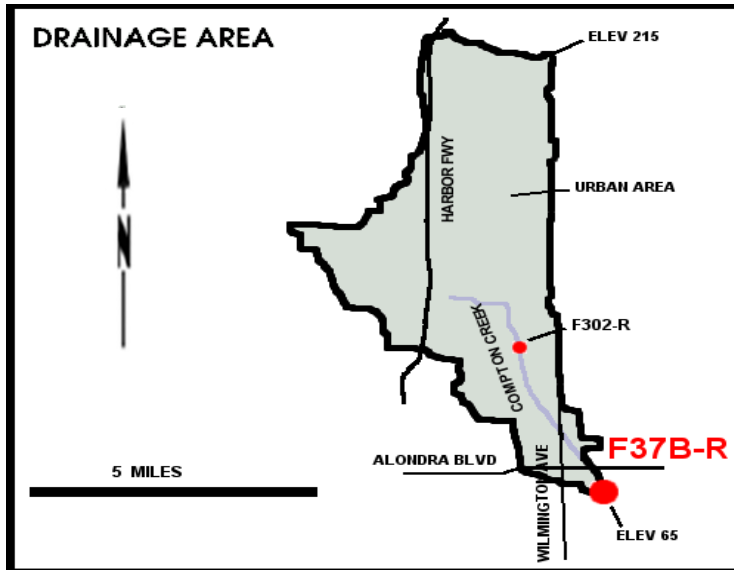 DRAINAGE AREA
ELEV 215
HARBOR FWY
URBAN AREA
N
F302-R
COMPTON CREEK
F37B-R
ALONDRA BLVD
5 MILES
WILMINGTON AVE
ELEV 65